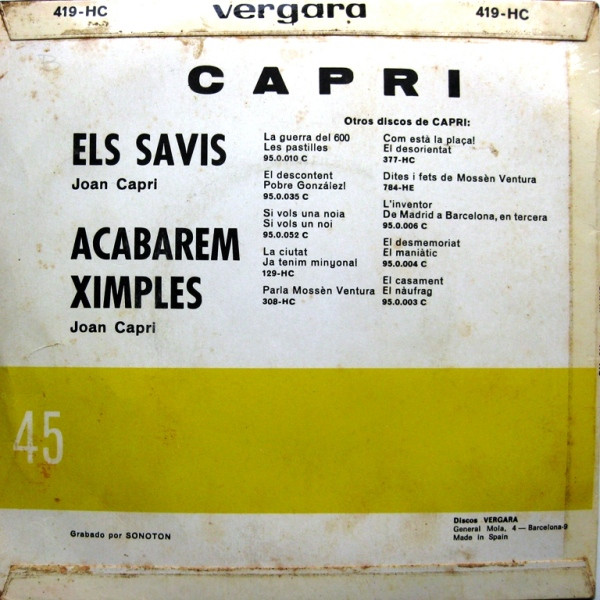 419-HC
vergara
419-HC
CAPRI
ELS SAVIS
Joan Capri
ACABAREM
XIMPLES
Joan Capri
Otros discos de CAPRI:
La guerra del 600
Les pastilles
95.0.010 C
El descontent
Pobre Gonzálezl
95.0.035 C
Si vols una noia
Si vols un noi
95.0.052 C
La ciutat
Ja tenim minyonal
129-HC
Parla Mossèn Ventura
308-HC
Com està la plaça!
El desorientat
377-HC
Dites i fets de Mossèn Ventura
784-HE
L'inventor
De Madrid a Barcelona, en tercera
95.0.006 C
El desmemoriat
El maniàtic
95.0.004 C
El casament
El nàufrag
95.0.003 C
45
Grabado por SONOTON
Discos VERGARA
General Mola, 4 — Barcelona-9
Made in Spain